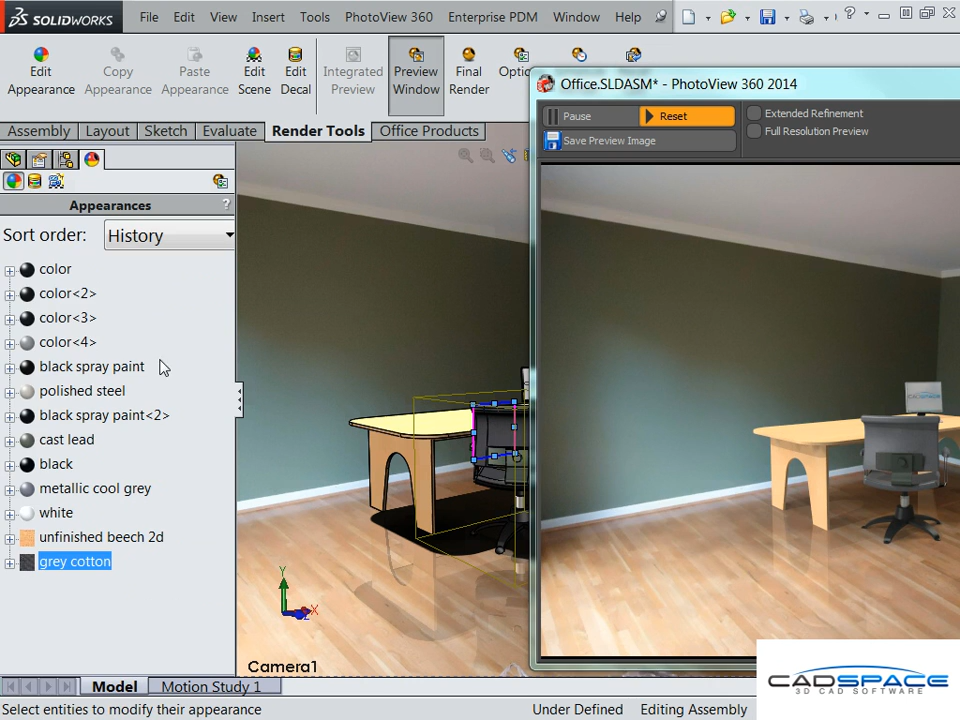 SOLIDWORKS File Edit View Insert Tools PhotoView 360 Enterprise PDM Window Help ?
Edit Appearance
Copy Appearance
Paste Appearance
Edit Scene
Edit Decal
Integrated Preview
Preview Window
Final Render
Assembly Layout Sketch Evaluate Render Tools Office Products
Office.SLDASM* - PhotoView 360 2014
Pause Reset
Save Preview Image
Extended Refinement
Full Resolution Preview
Appearances ?
Sort order: History
color
color<2>
color<3>
color<4>
black spray paint
polished steel
black spray paint<2>
cast lead
black
metallic cool grey
white
unfinished beech 2d
grey cotton
Y
X
Z
Camera1
CADSPACE
CADSPACE
3D CAD SOFTWARE
Model Motion Study 1
Select entities to modify their appearance Under Defined Editing Assembly